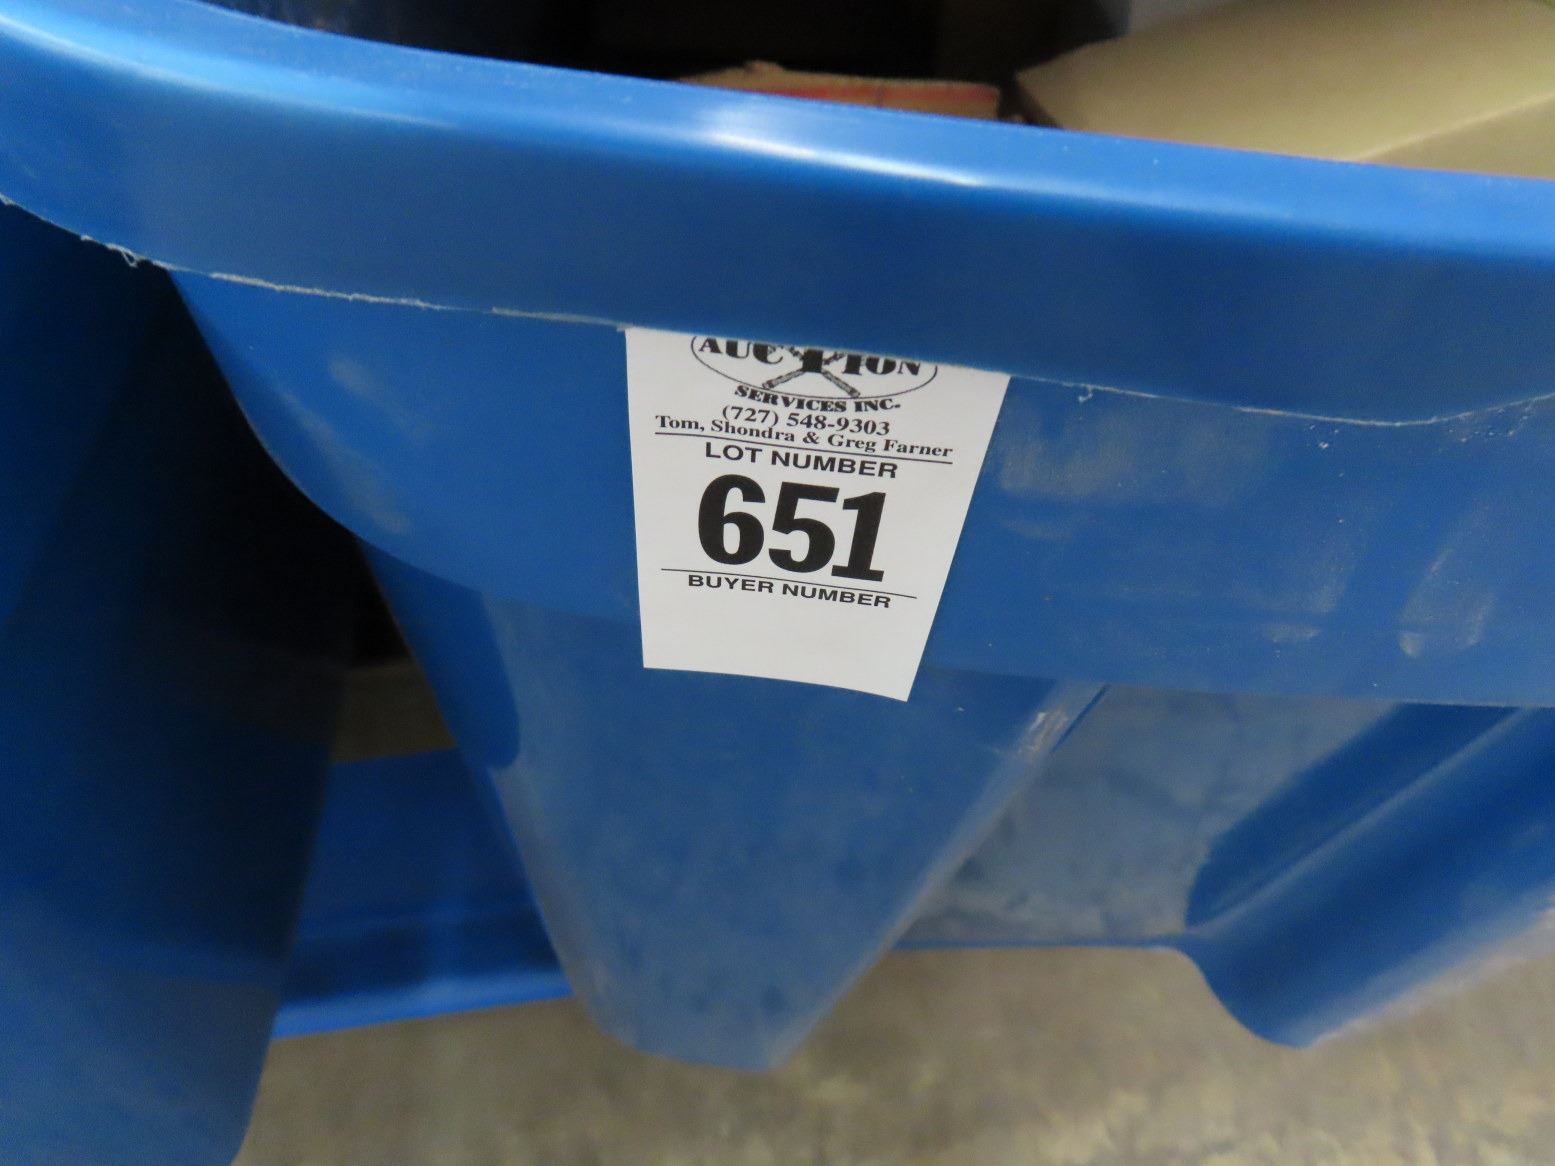 AUCTION
SERVICES INC.
(727) 548-9303
Tom, Shondra & Greg Farner
LOT NUMBER
651
BUYER NUMBER